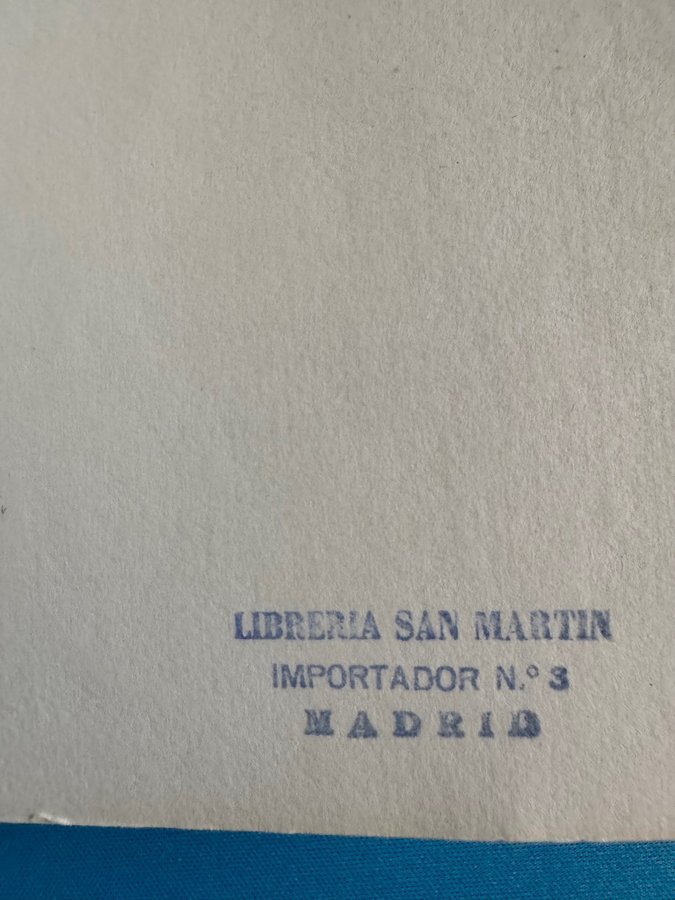 LIBRERIA SAN MARTIN
IMPORTADOR N.º 3
MADRID